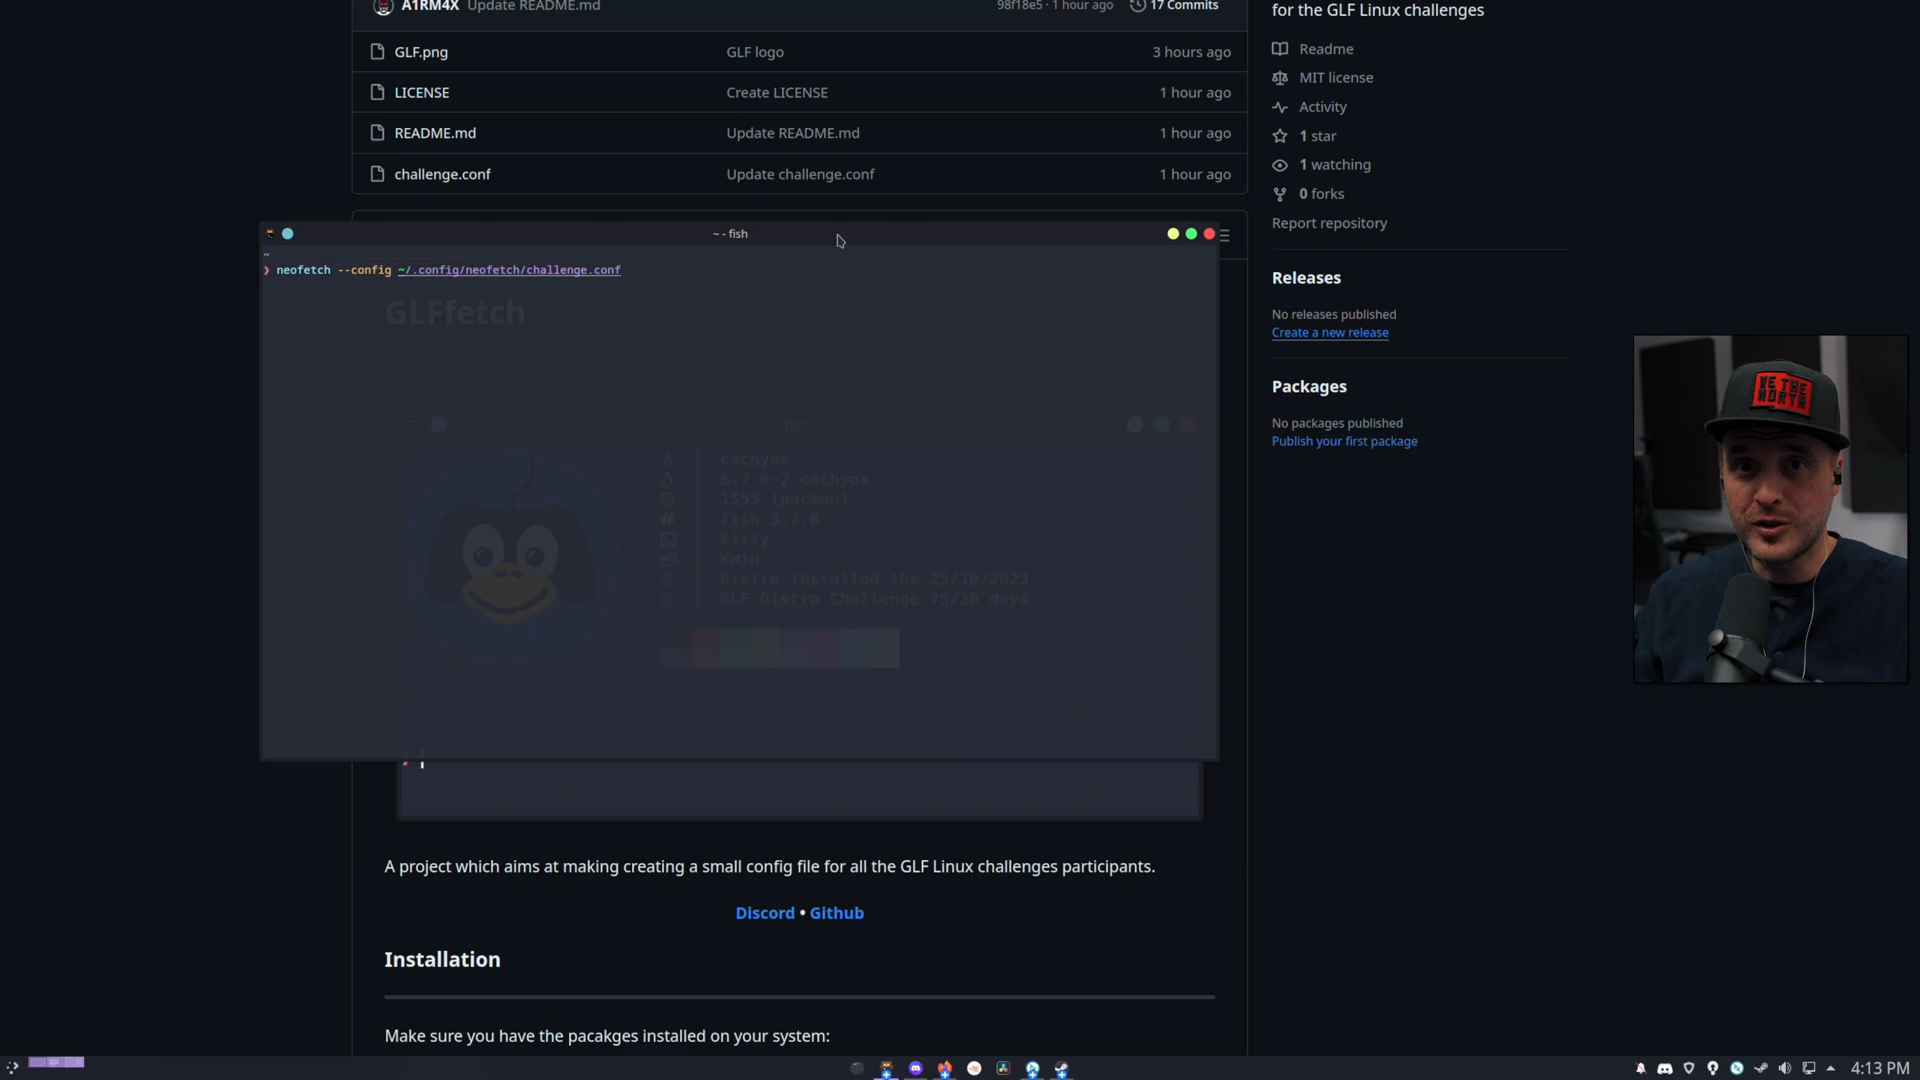 A1RM4X Update README.md 98f18e5 · 1 hour ago 17 Commits
for the GLF Linux challenges
GLF.png GLF logo 3 hours ago
Readme
LICENSE Create LICENSE 1 hour ago
MIT license
Activity
README.md Update README.md 1 hour ago
1 star
1 watching
challenge.conf Update challenge.conf 1 hour ago
0 forks
Report repository
~ - fish
~
❯ neofetch --config ~/.config/neofetch/challenge.conf
Releases
GLFfetch
No releases published
Create a new release
Packages
No packages published
Publish your first package
WE THE
NORTH
~ - fish
cachyos
6.7.0-2-cachyos
1555 (pacman)
fish 3.7.0
kitty
KWin
Distro installed the 25/10/2023
GLF Distro Challenge 75/30 days
A project which aims at making creating a small config file for all the GLF Linux challenges participants.
Discord • Github
Installation
Make sure you have the pacakges installed on your system:
4:13 PM